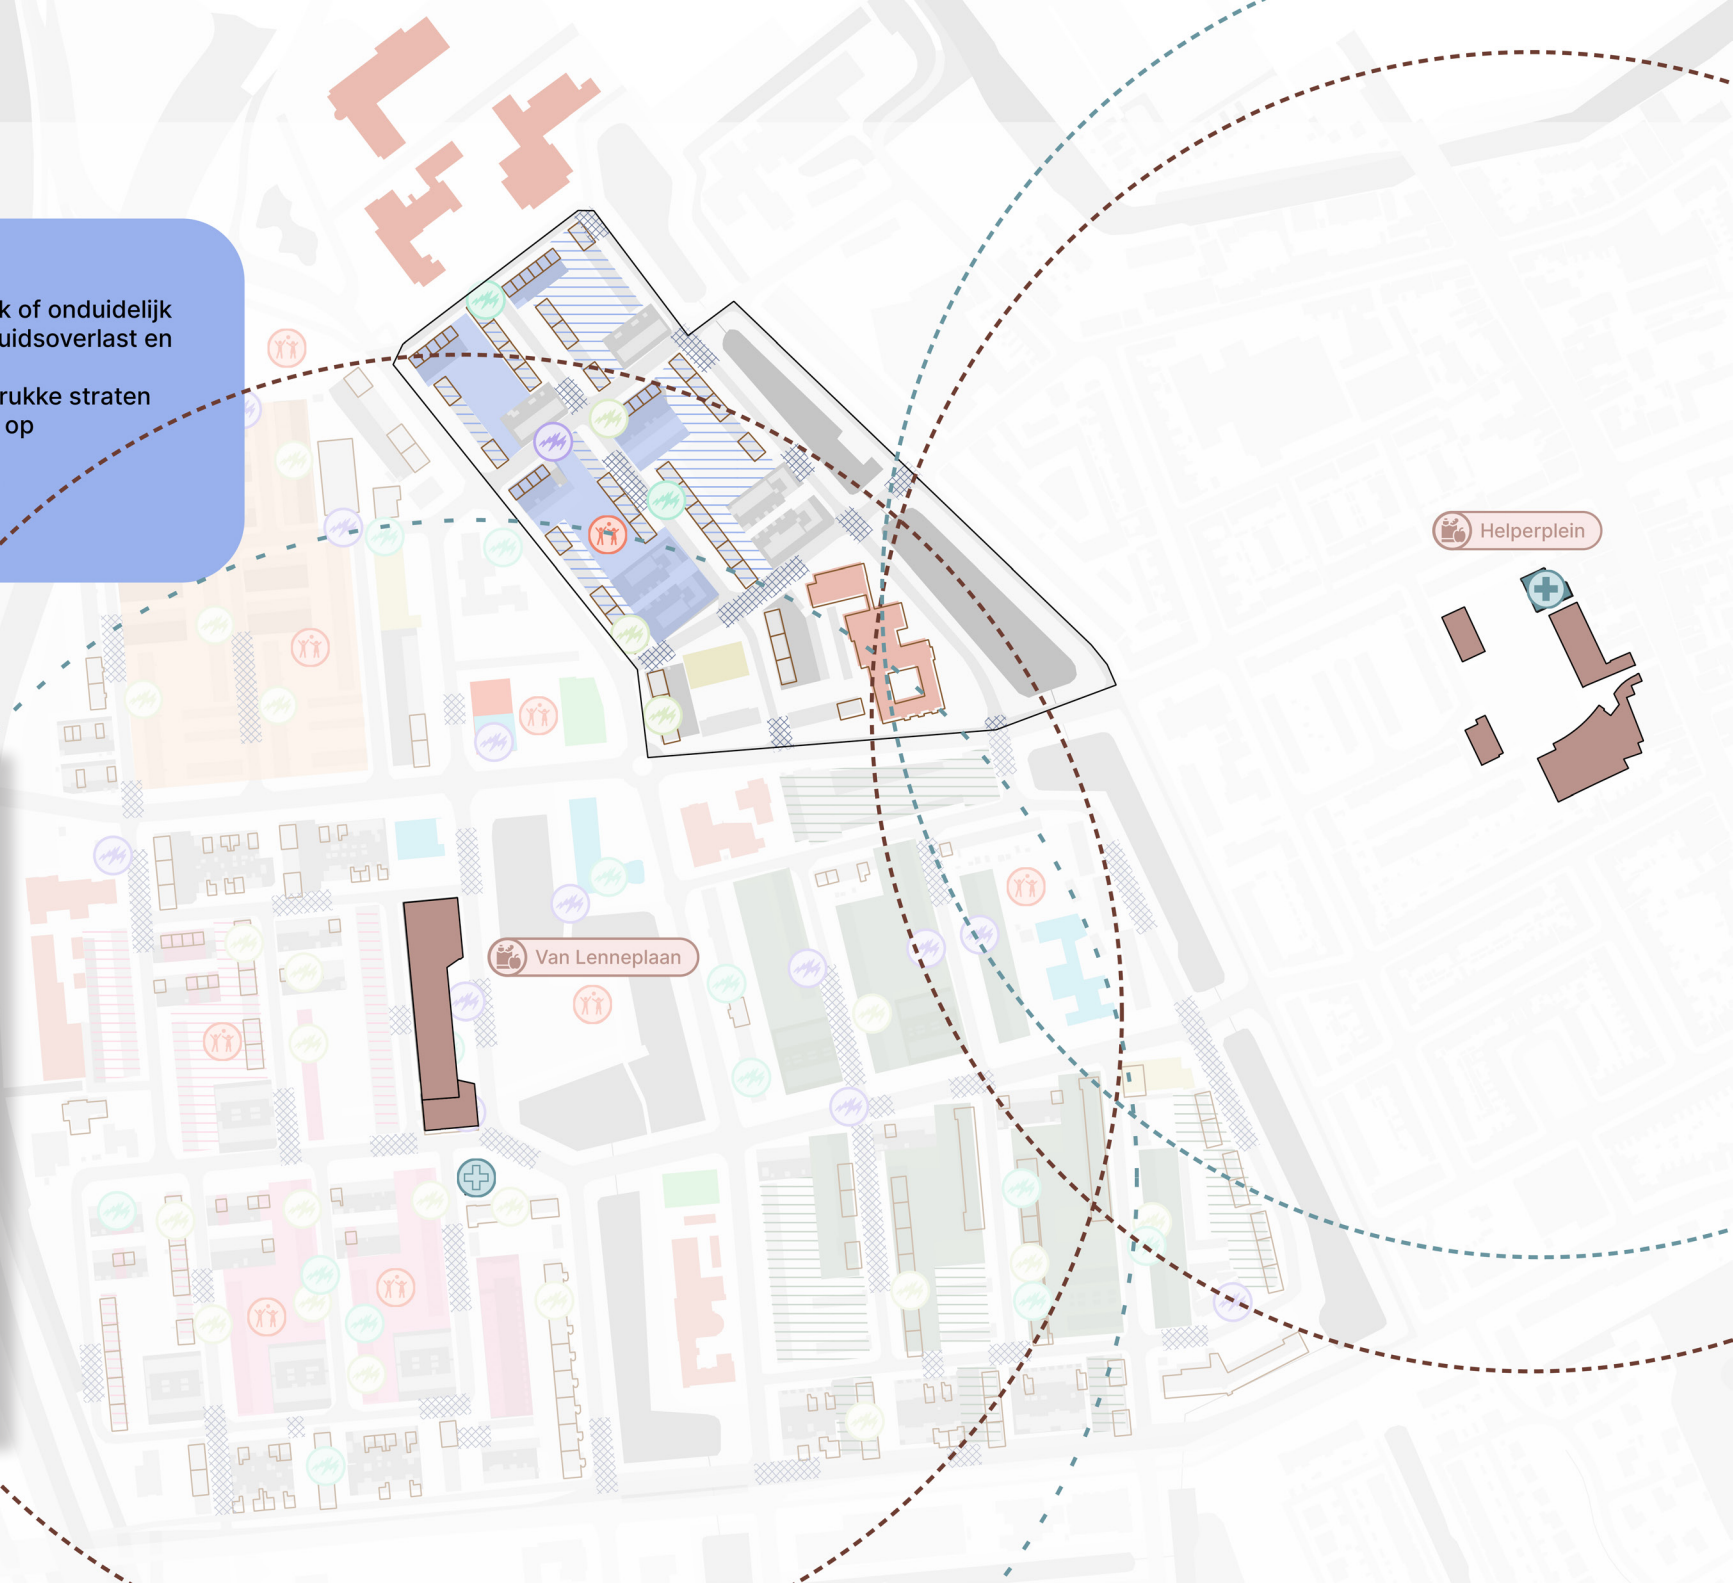 k of onduidelijk
uidsoverlast en
rukke straten
op
Helperplein
Van Lenneplaan